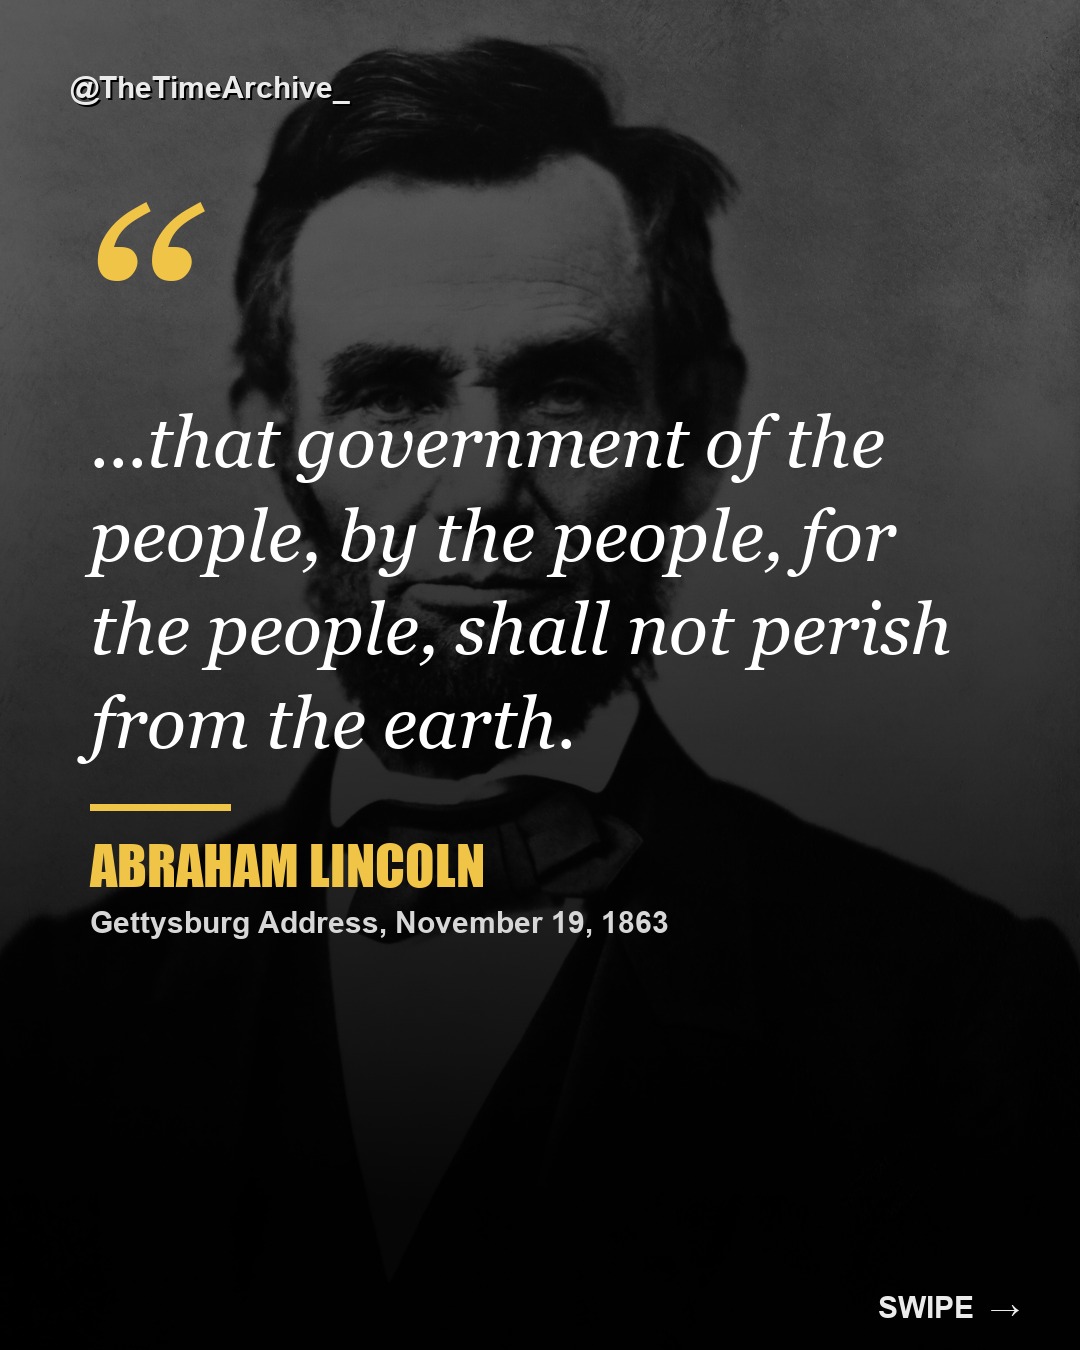 @TheTimeArchive_
“
...that government of the
people, by the people, for
the people, shall not perish
from the earth.
ABRAHAM LINCOLN
Gettysburg Address, November 19, 1863
SWIPE →